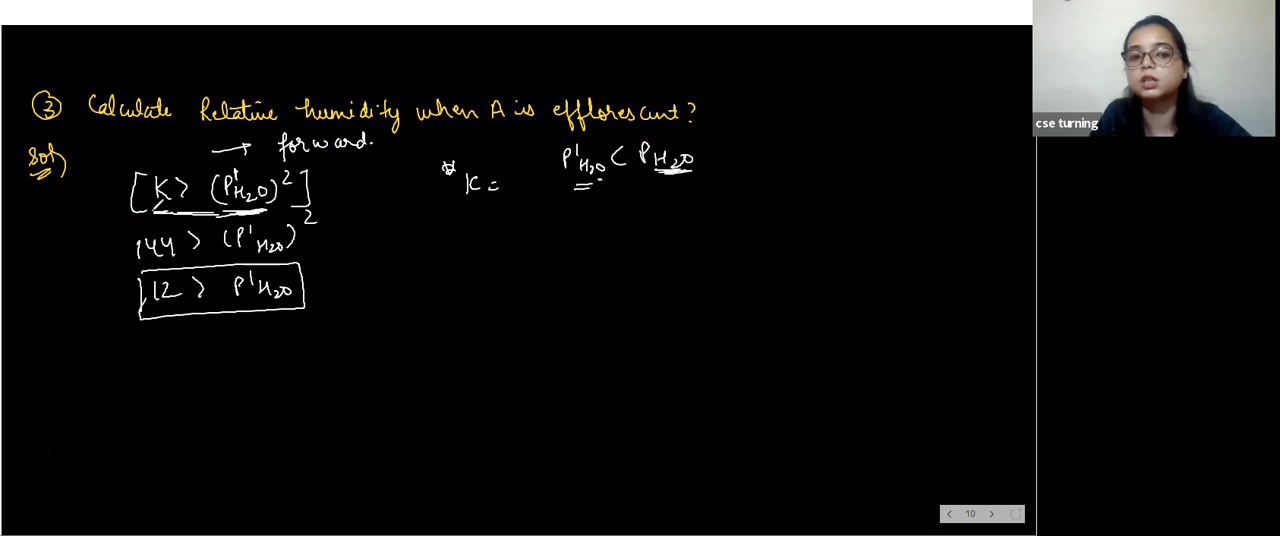 ③ Calculate Relative humidity when A is efflorescent?
Soln
→ forward.
[K > (P'H₂O)²]
144 > (P'H₂O)²
12 > P'H₂O
* K =
P'H₂O < PH₂O
=
cse turning
< 10 >